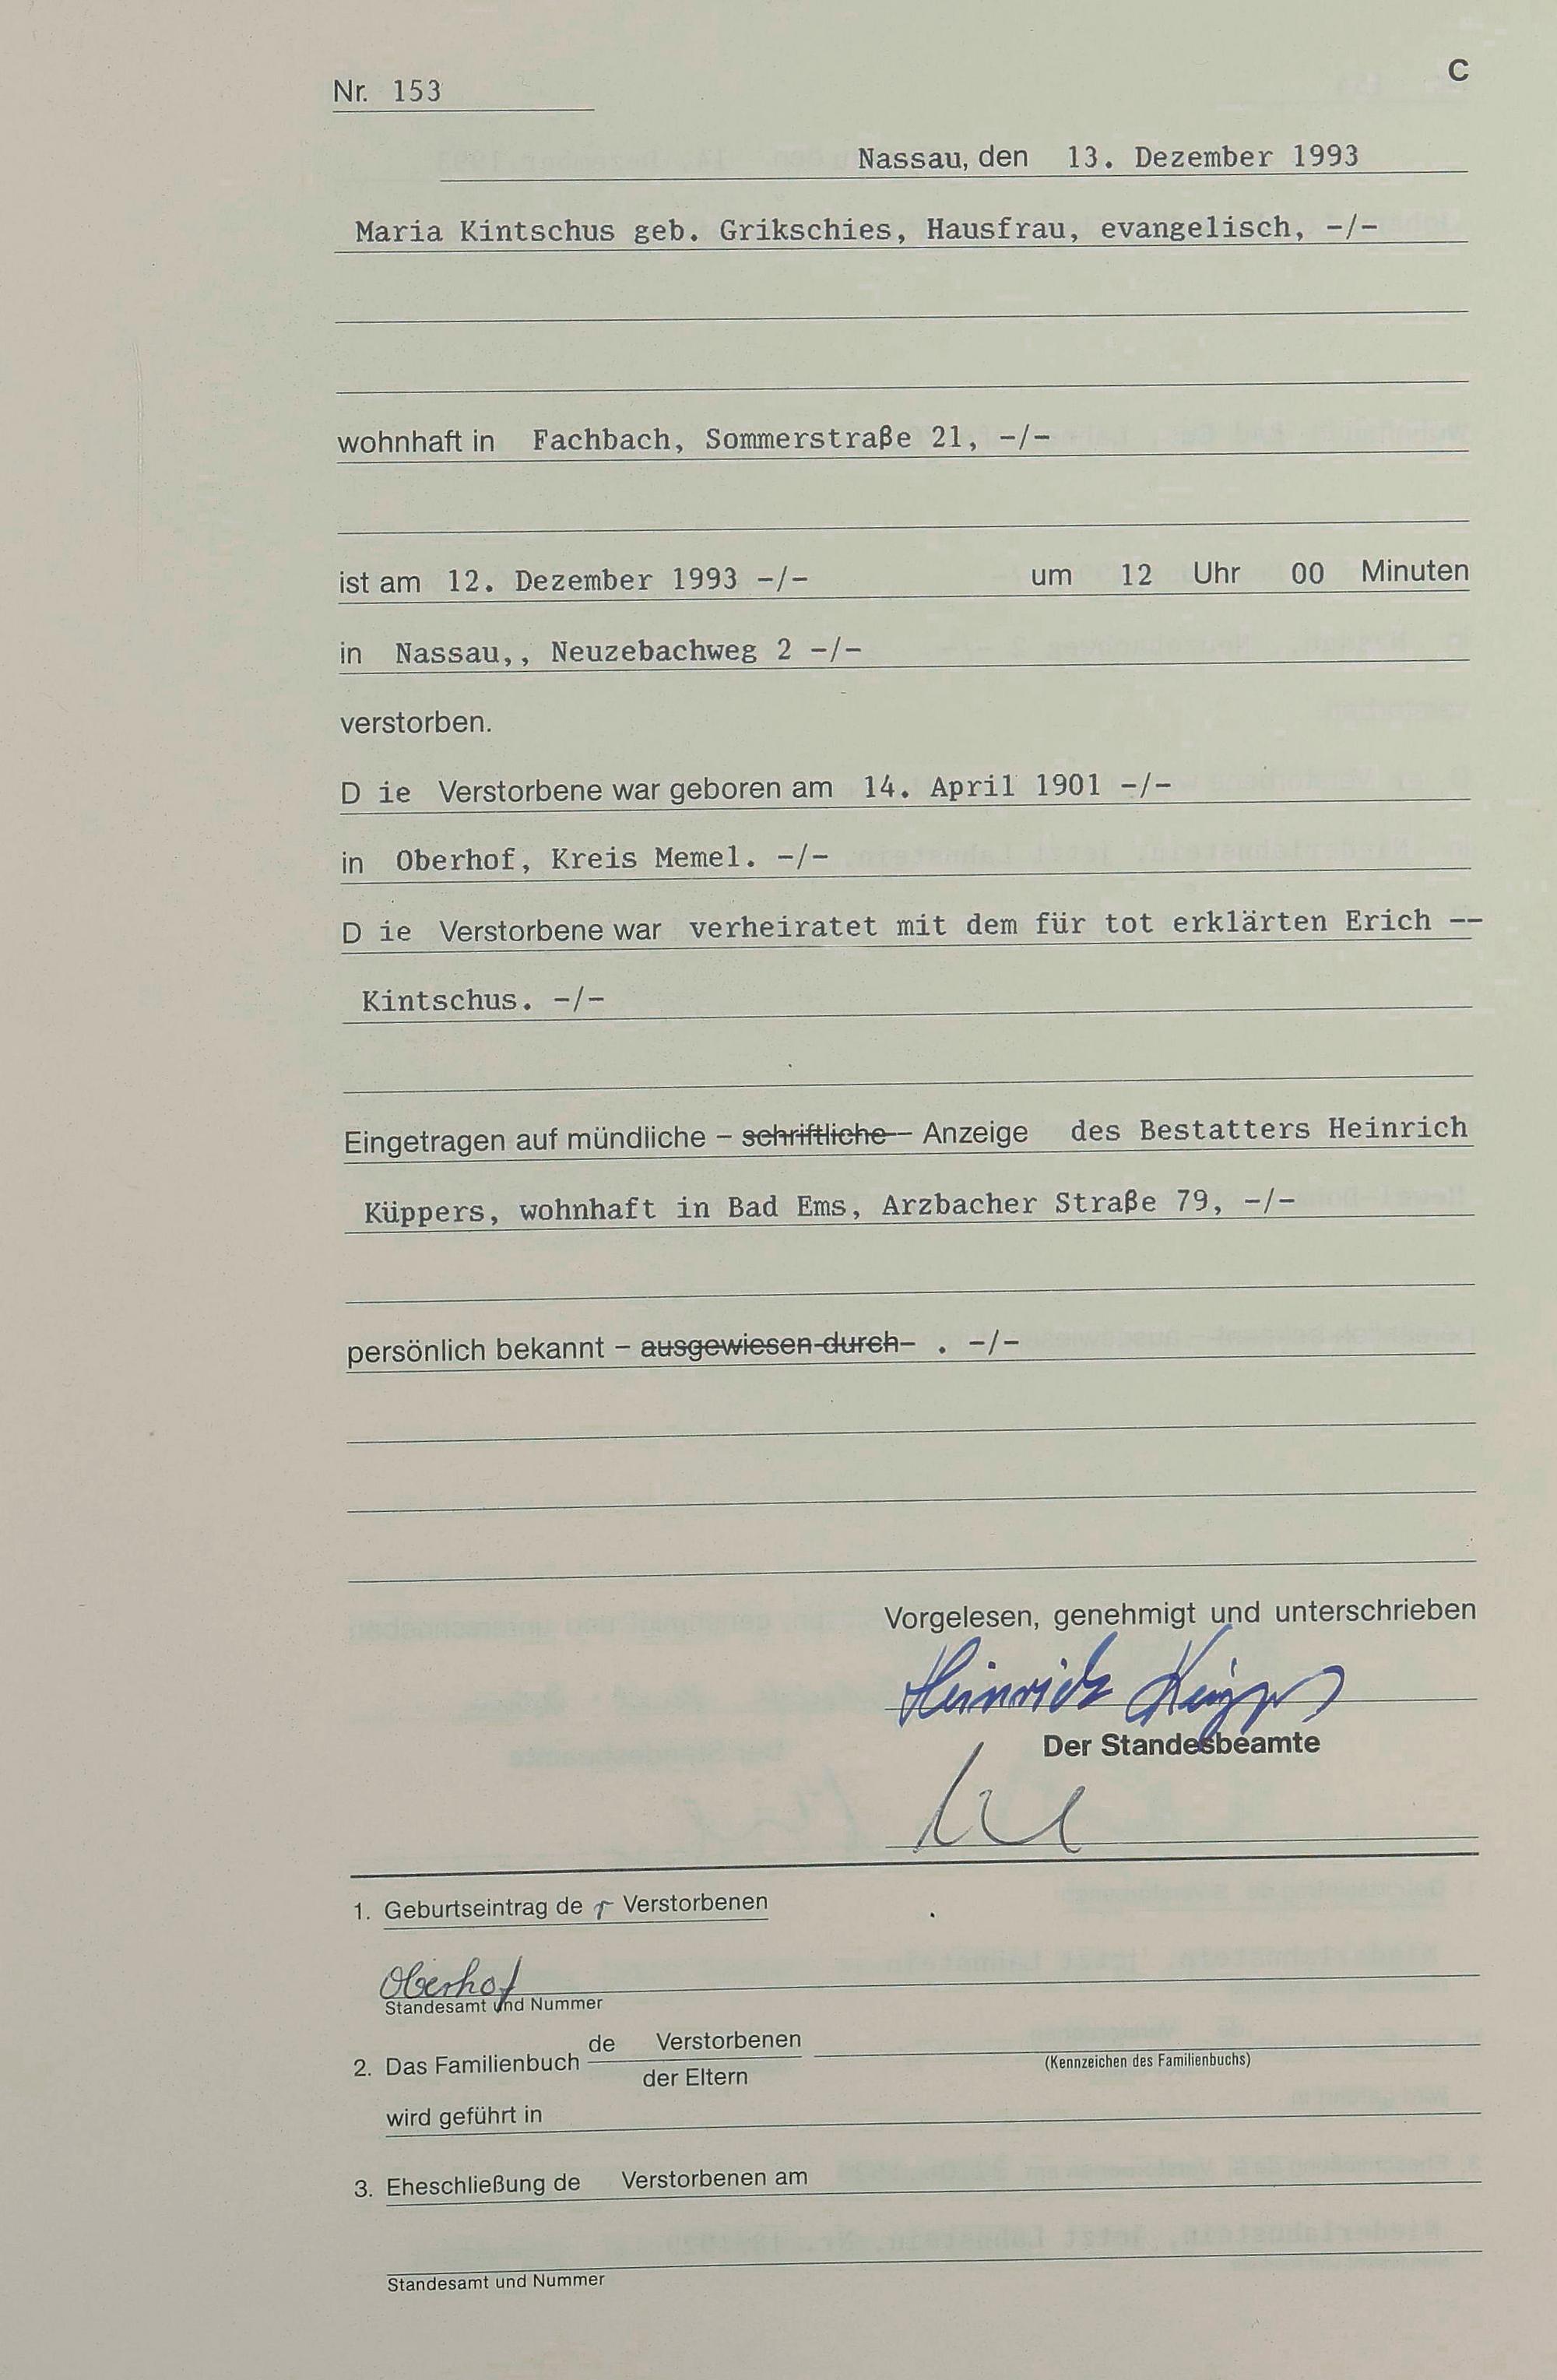 C
Nr. 153
Nassau, den 13. Dezember 1993
Maria Kintschus geb. Grikschies, Hausfrau, evangelisch, -/-
wohnhaft in Fachbach, Sommerstraße 21, -/-
ist am 12. Dezember 1993 -/- um 12 Uhr 00 Minuten
in Nassau,, Neuzebachweg 2 -/-
verstorben.
D ie Verstorbene war geboren am 14. April 1901 -/-
in Oberhof, Kreis Memel. -/-
D ie Verstorbene war verheiratet mit dem für tot erklärten Erich --
Kintschus. -/-
Eingetragen auf mündliche – schriftliche – Anzeige des Bestatters Heinrich
Küppers, wohnhaft in Bad Ems, Arzbacher Straße 79, -/-
persönlich bekannt – ausgewiesen durch – . -/-
Vorgelesen, genehmigt und unterschrieben
Heinrich Küppers
Der Standesbeamte
1. Geburtseintrag de r Verstorbenen
Oberhof
Standesamt und Nummer
2. Das Familienbuch de Verstorbenen
der Eltern
(Kennzeichen des Familienbuchs)
wird geführt in
3. Eheschließung de Verstorbenen am
Standesamt und Nummer